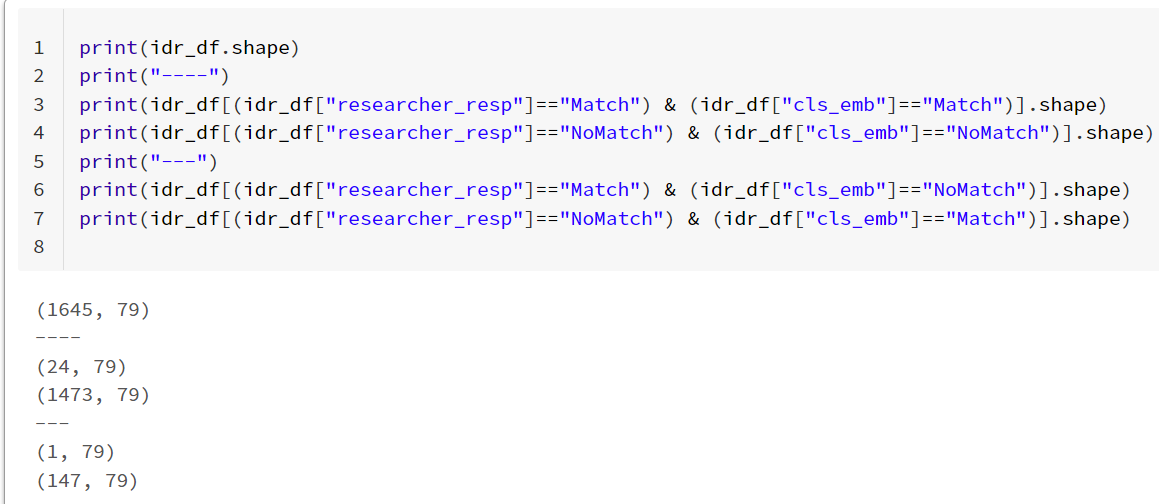 1 print(idr_df.shape)
2 print("----")
3 print(idr_df[(idr_df["researcher_resp"]=="Match") & (idr_df["cls_emb"]=="Match")].shape)
4 print(idr_df[(idr_df["researcher_resp"]=="NoMatch") & (idr_df["cls_emb"]=="NoMatch")].shape)
5 print("---")
6 print(idr_df[(idr_df["researcher_resp"]=="Match") & (idr_df["cls_emb"]=="NoMatch")].shape)
7 print(idr_df[(idr_df["researcher_resp"]=="NoMatch") & (idr_df["cls_emb"]=="Match")].shape)
8
(1645, 79)
----
(24, 79)
(1473, 79)
---
(1, 79)
(147, 79)